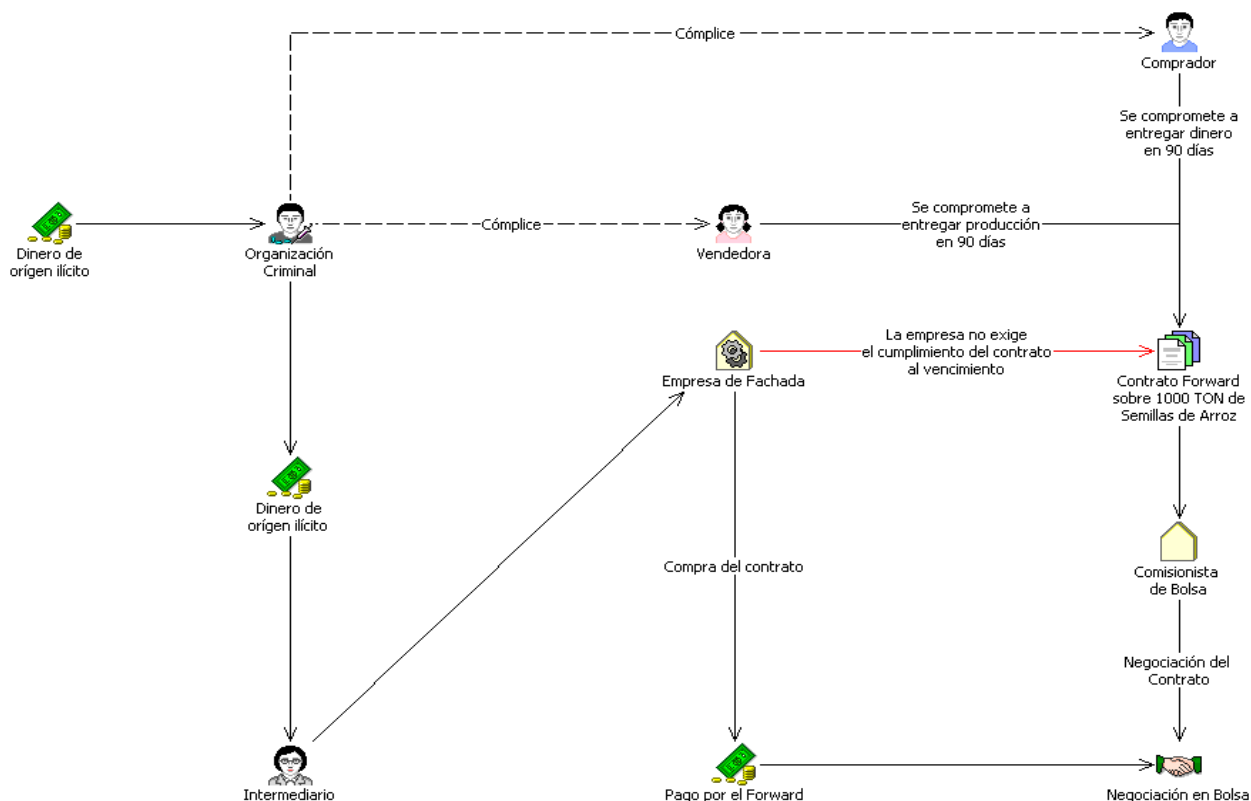 Cómplice
Comprador
Se compromete a
entregar dinero
en 90 días
Dinero de
orígen ilícito
Organización
Criminal
Cómplice
Vendedora
Se compromete a
entregar producción
en 90 días
Empresa de Fachada
La empresa no exige
el cumplimiento del contrato
al vencimiento
Contrato Forward
sobre 1000 TON de
Semillas de Arroz
Dinero de
orígen ilícito
Compra del contrato
Comisionista
de Bolsa
Negociación del
Contrato
Intermediario
Pago por el Forward
Negociación en Bolsa